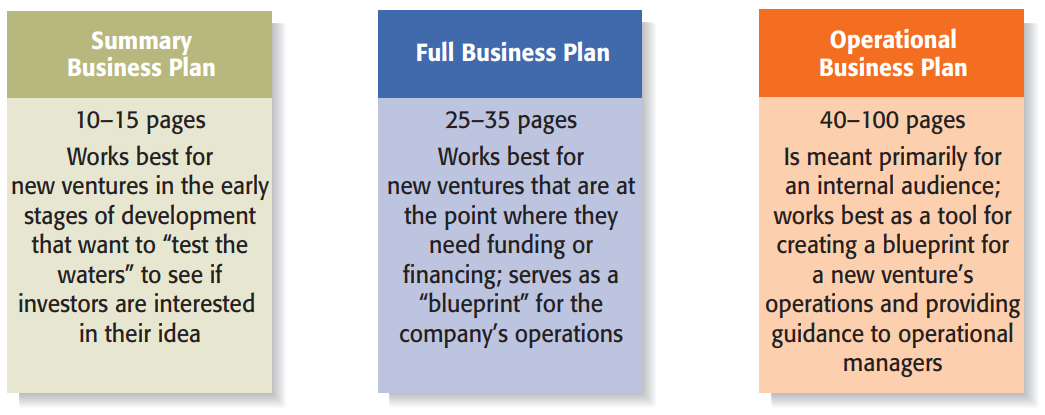 Summary
Business Plan
10–15 pages
Works best for
new ventures in the early
stages of development
that want to “test the
waters” to see if
investors are interested
in their idea
Full Business Plan
25–35 pages
Works best for
new ventures that are at
the point where they
need funding or
financing; serves as a
“blueprint” for the
company’s operations
Operational
Business Plan
40–100 pages
Is meant primarily for
an internal audience;
works best as a tool for
creating a blueprint for
a new venture’s
operations and providing
guidance to operational
managers